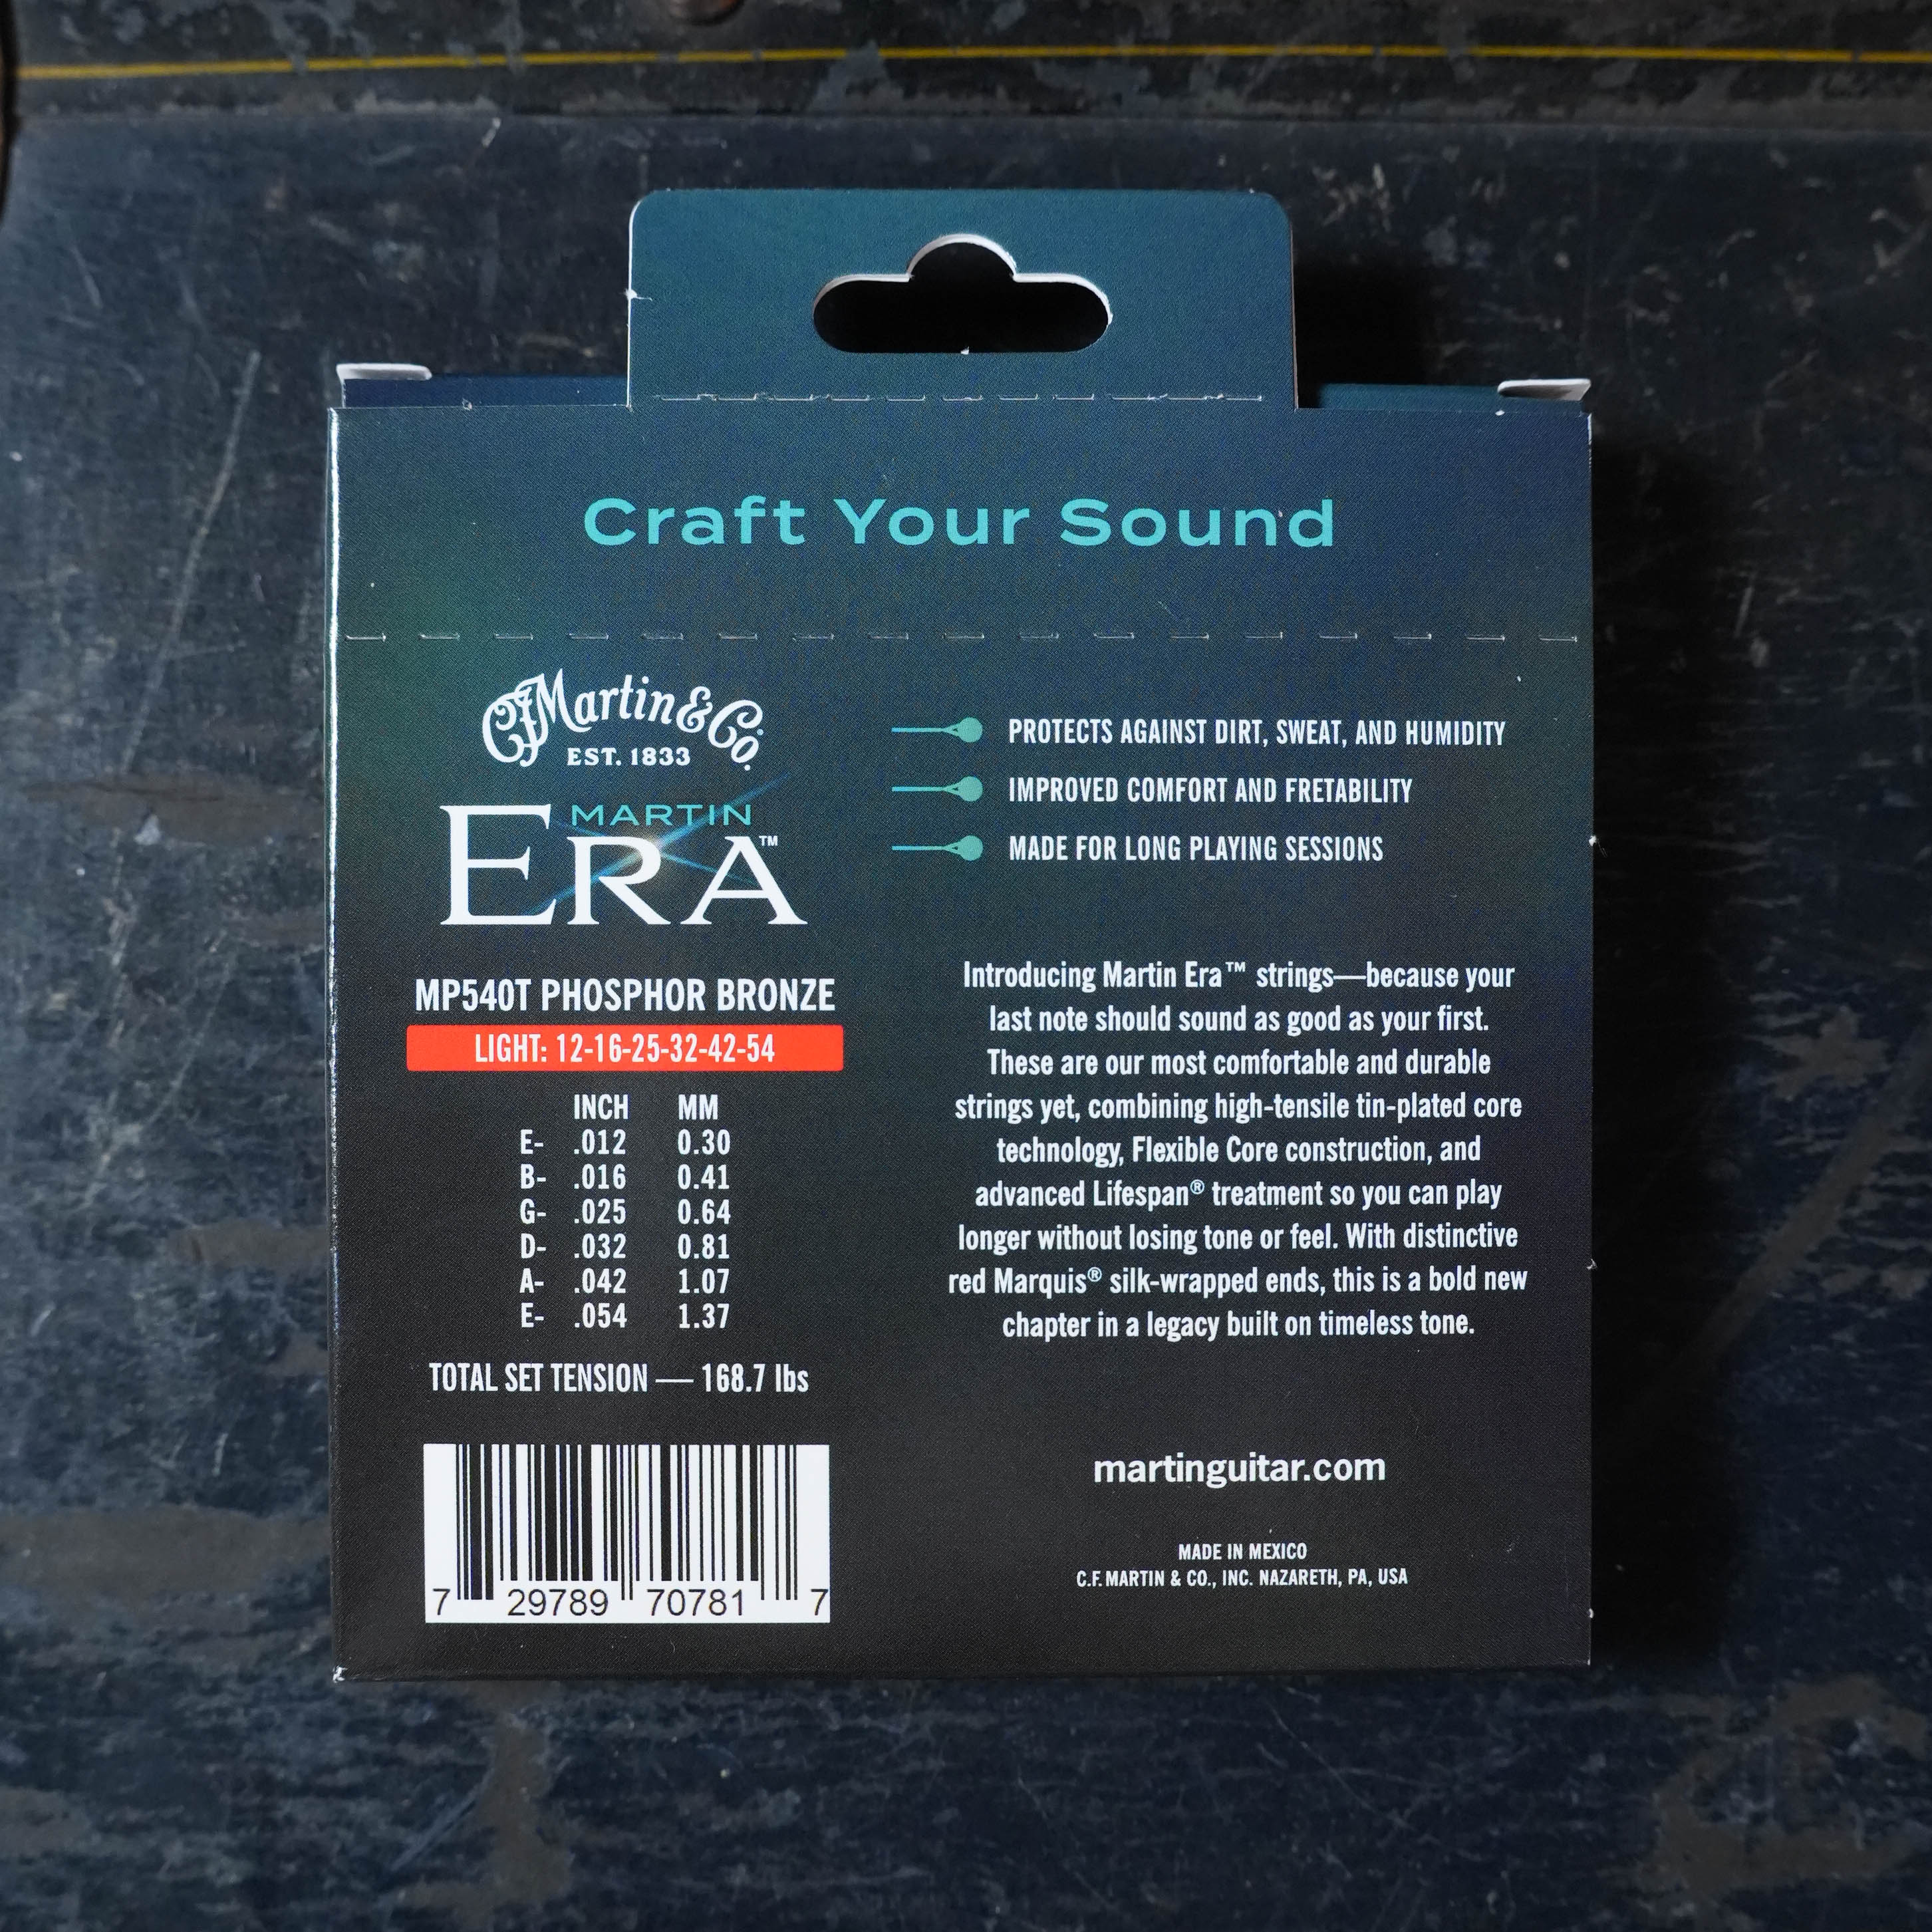 Craft Your Sound
CF Martin & Co.
EST. 1833
MARTIN
ERA™
MP540T PHOSPHOR BRONZE
LIGHT: 12-16-25-32-42-54
INCH MM
E- .012 0.30
B- .016 0.41
G- .025 0.64
D- .032 0.81
A- .042 1.07
E- .054 1.37
TOTAL SET TENSION — 168.7 lbs
7 29789 70781 7
PROTECTS AGAINST DIRT, SWEAT, AND HUMIDITY
IMPROVED COMFORT AND FRETABILITY
MADE FOR LONG PLAYING SESSIONS
Introducing Martin Era™ strings—because your
last note should sound as good as your first.
These are our most comfortable and durable
strings yet, combining high-tensile tin-plated core
technology, Flexible Core construction, and
advanced Lifespan® treatment so you can play
longer without losing tone or feel. With distinctive
red Marquis® silk-wrapped ends, this is a bold new
chapter in a legacy built on timeless tone.
martinguitar.com
MADE IN MEXICO
C.F. MARTIN & CO., INC. NAZARETH, PA, USA